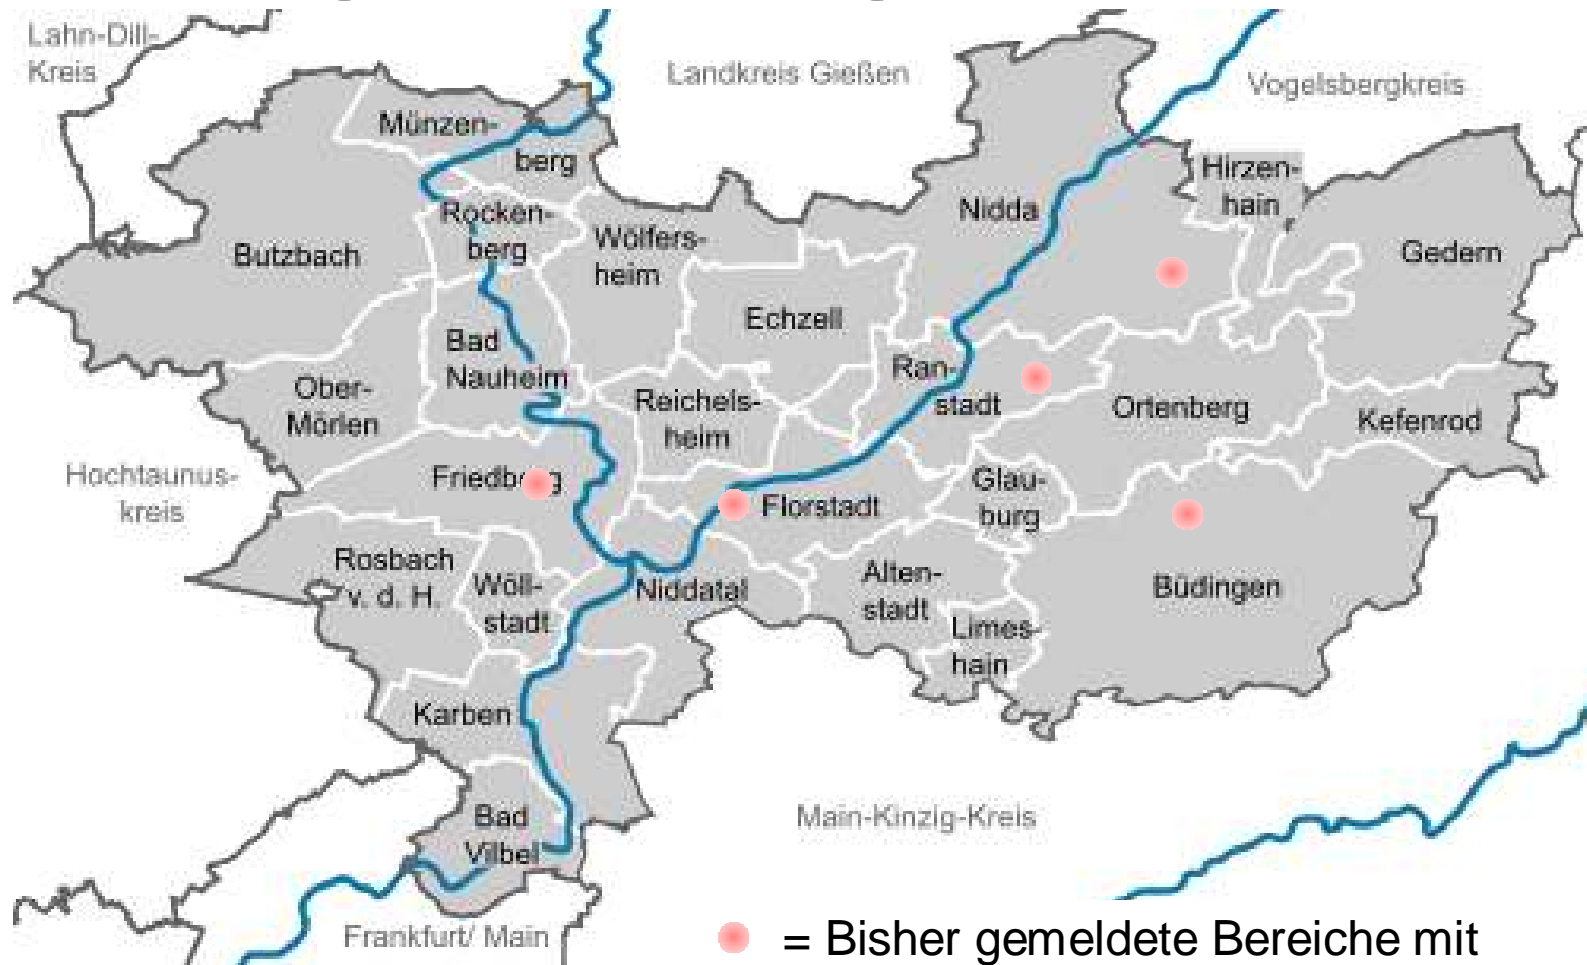 Lahn-Dill-
Kreis
Landkreis Gießen
Vogelsbergkreis
Münzen-
berg
Hirzen-
hain
Nidda
Rocken-
berg
Wölfers-
heim
Butzbach
Gedern
Echzell
Bad
Nauheim
Ran-
stadt
Ober-
Mörlen
Reichels-
heim
Ortenberg
Kefenrod
Hochtaunus-
kreis
Friedberg
Glau-
burg
Florstadt
Rosbach
v. d. H.
Wöll-
stadt
Niddatal
Alten-
stadt
Büdingen
Limes-
hain
Karben
Bad
Vilbel
Main-Kinzig-Kreis
Frankfurt/ Main
= Bisher gemeldete Bereiche mit